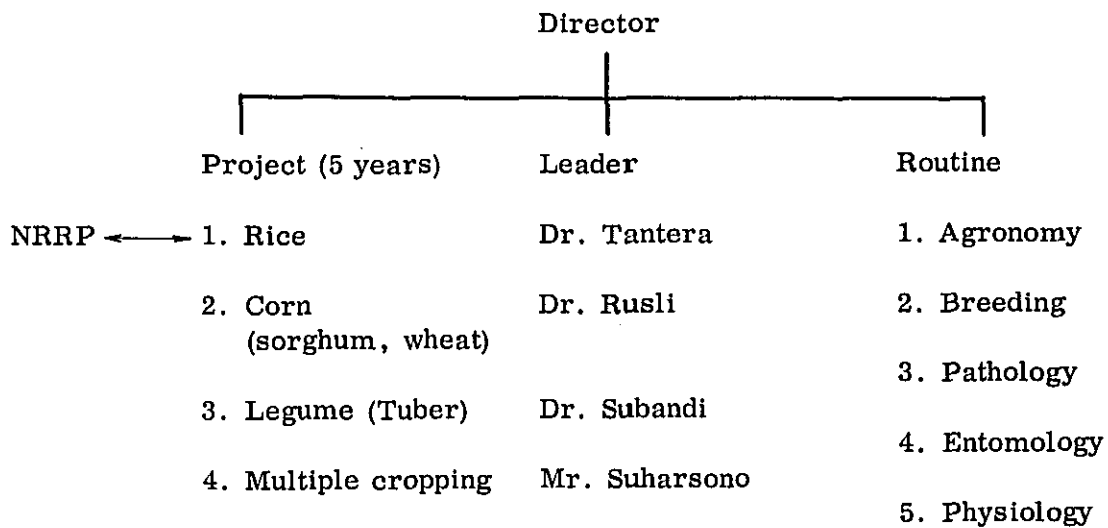 Director
Project (5 years) Leader Routine
NRRP 1. Rice Dr. Tantera 1. Agronomy
2. Corn Dr. Rusli 2. Breeding
(sorghum, wheat)
3. Pathology
3. Legume (Tuber) Dr. Subandi
4. Entomology
4. Multiple cropping Mr. Suharsono
5. Physiology